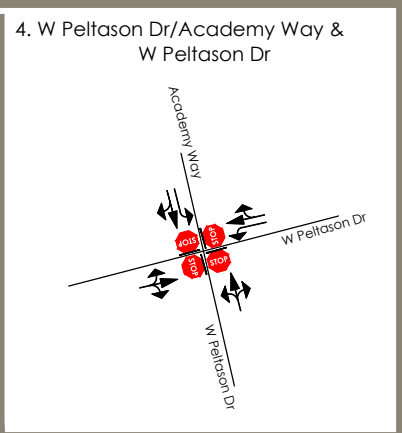 4. W Peltason Dr/Academy Way &
W Peltason Dr
Academy Way
W Peltason Dr
STOP
STOP
STOP
STOP
W Peltason Dr